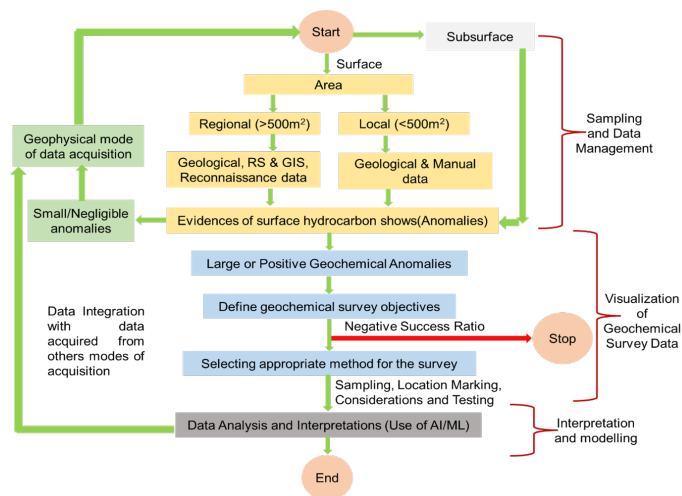 Start
Subsurface
Surface
Area
Regional (>500m²)
Local (<500m²)
Sampling
and Data
Management
Geophysical mode
of data acquisition
Geological, RS & GIS,
Reconnaissance data
Geological & Manual
data
Small/Negligible
anomalies
Evidences of surface hydrocarbon shows(Anomalies)
Large or Positive Geochemical Anomalies
Define geochemical survey objectives
Data Integration
with data
acquired from
others modes of
acquisition
Negative Success Ratio
Stop
Visualization
of
Geochemical
Survey Data
Selecting appropriate method for the survey
Sampling, Location Marking,
Considerations and Testing
Data Analysis and Interpretations (Use of AI/ML)
Interpretation
and modelling
End